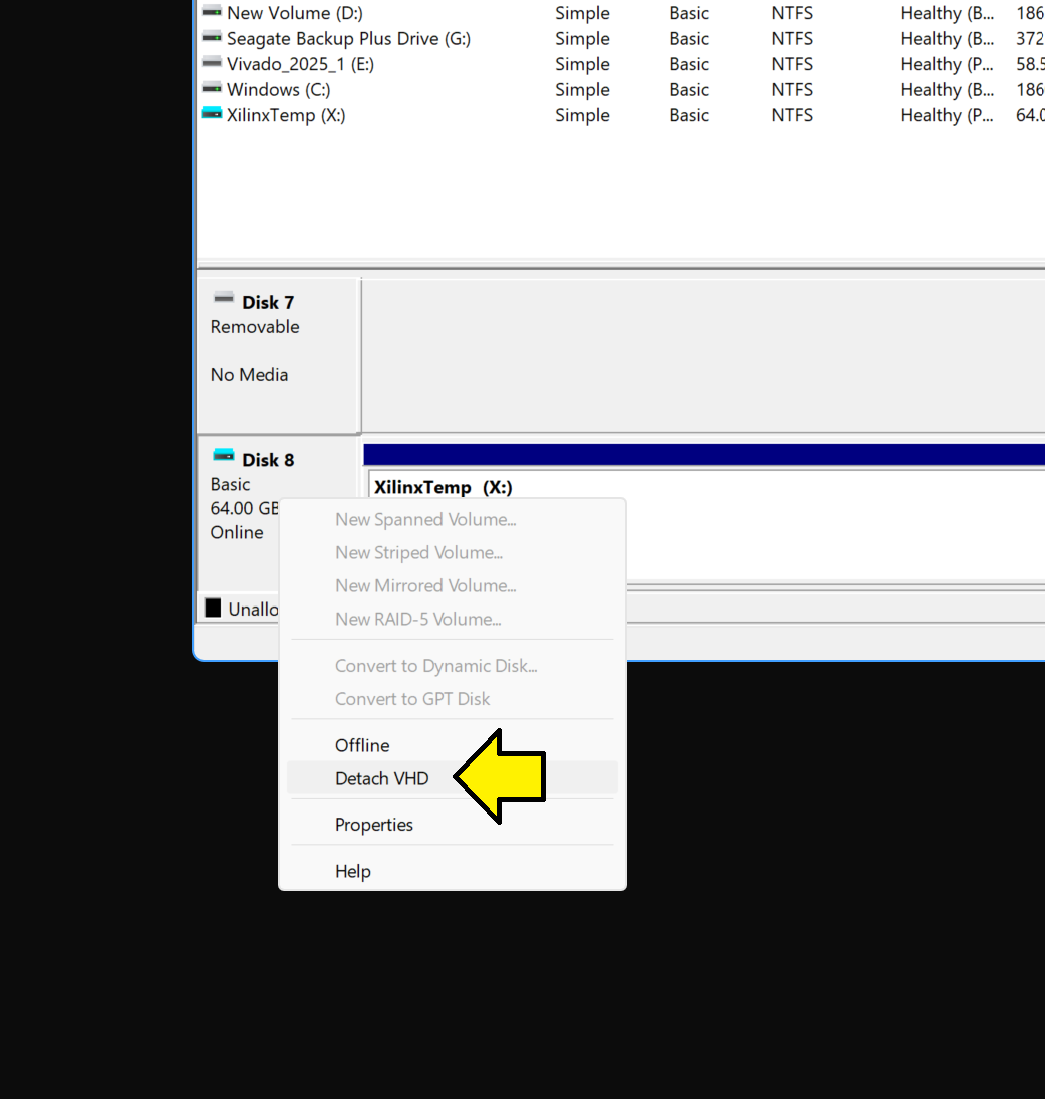 New Volume (D:) Simple Basic NTFS Healthy (B... 186
Seagate Backup Plus Drive (G:) Simple Basic NTFS Healthy (B... 372
Vivado_2025_1 (E:) Simple Basic NTFS Healthy (P... 58.5
Windows (C:) Simple Basic NTFS Healthy (B... 186
XilinxTemp (X:) Simple Basic NTFS Healthy (P... 64.0
Disk 7
Removable
No Media
Disk 8
Basic
64.00 GB
Online
XilinxTemp (X:)
Unallo
New Spanned Volume...
New Striped Volume...
New Mirrored Volume...
New RAID-5 Volume...
Convert to Dynamic Disk...
Convert to GPT Disk
Offline
Detach VHD
Properties
Help